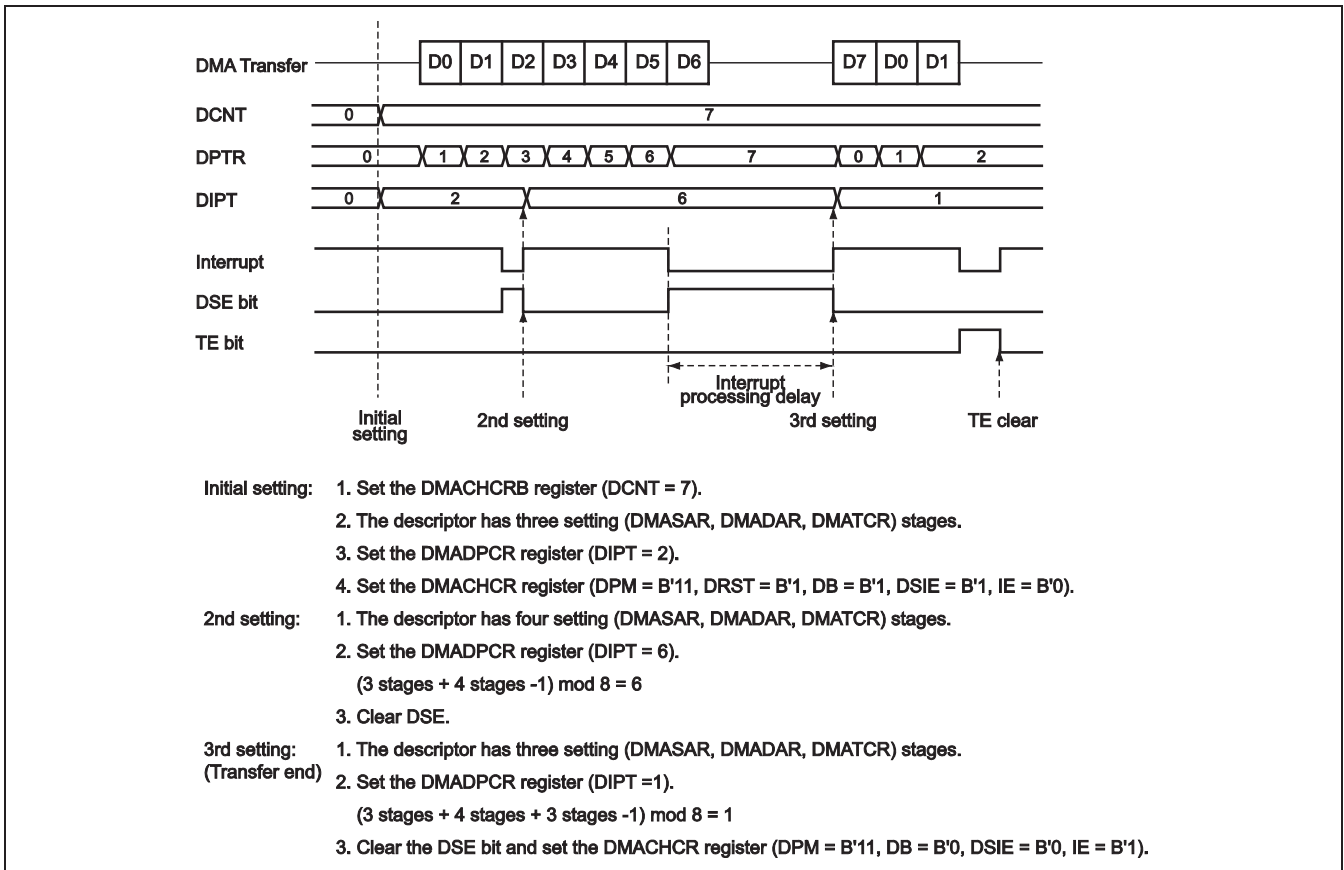 DMA Transfer D0 D1 D2 D3 D4 D5 D6 D7 D0 D1
DCNT 0 7
DPTR 0 1 2 3 4 5 6 7 0 1 2
DIPT 0 2 6 1
Interrupt
DSE bit
TE bit
Interrupt
processing delay
Initial
setting
2nd setting
3rd setting
TE clear
Initial setting: 1. Set the DMACHCRB register (DCNT = 7).
2. The descriptor has three setting (DMASAR, DMADAR, DMATCR) stages.
3. Set the DMADPCR register (DIPT = 2).
4. Set the DMACHCR register (DPM = B'11, DRST = B'1, DB = B'1, DSIE = B'1, IE = B'0).
2nd setting: 1. The descriptor has four setting (DMASAR, DMADAR, DMATCR) stages.
2. Set the DMADPCR register (DIPT = 6).
(3 stages + 4 stages -1) mod 8 = 6
3. Clear DSE.
3rd setting: 1. The descriptor has three setting (DMASAR, DMADAR, DMATCR) stages.
(Transfer end) 2. Set the DMADPCR register (DIPT =1).
(3 stages + 4 stages + 3 stages -1) mod 8 = 1
3. Clear the DSE bit and set the DMACHCR register (DPM = B'11, DB = B'0, DSIE = B'0, IE = B'1).